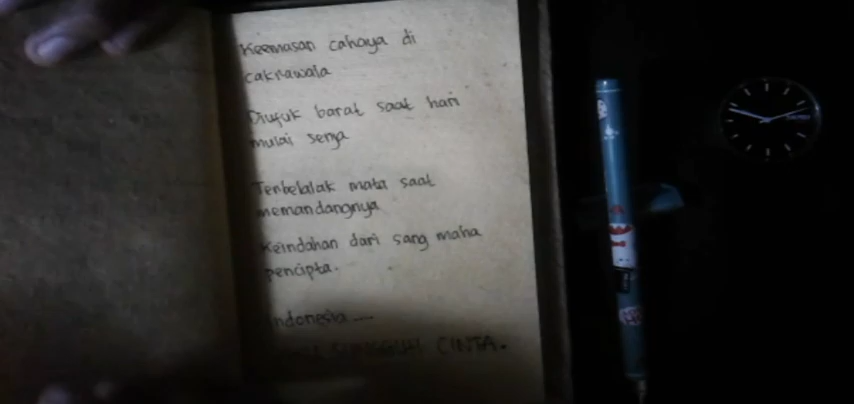 Keemasan cahaya di
cakrawala
Diufuk barat saat hari
mulai senja
Terbelalak mata saat
memandangnya
Keindahan dari sang maha
pencipta.
Indonesia ....
SUNGGUH CINTA.